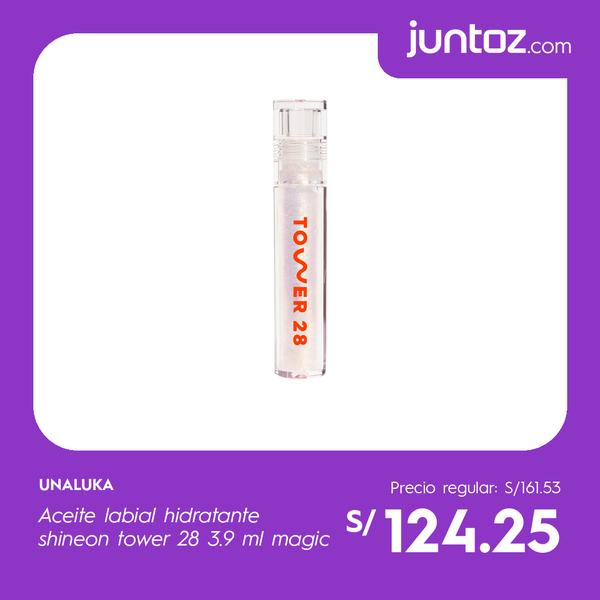 juntoz.com
TOWER 28
UNALUKA
Aceite labial hidratante
shineon tower 28 3.9 ml magic
Precio regular: S/161.53
S/124.25